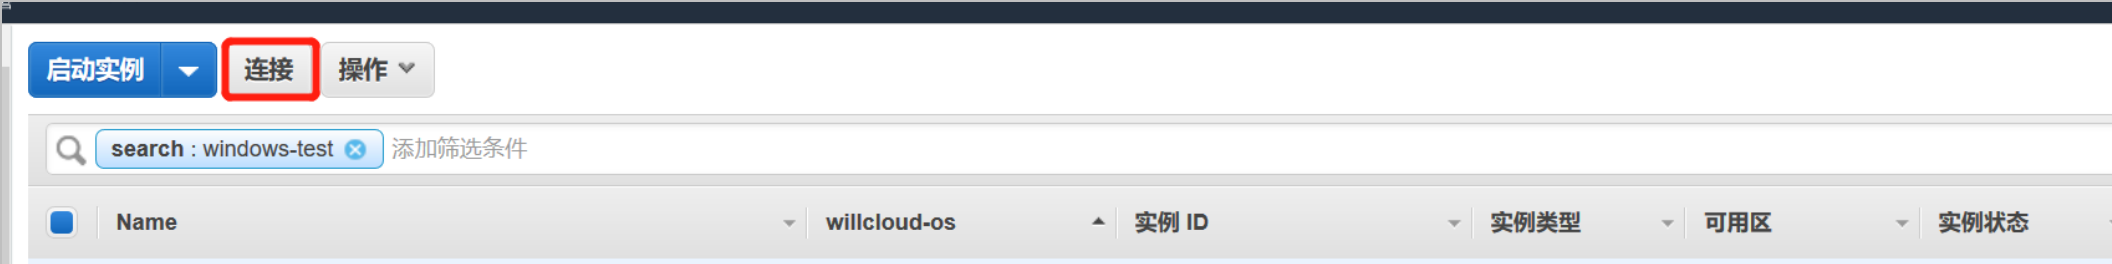 启动实例 连接 操作
search : windows-test 添加筛选条件
Name willcloud-os 实例 ID 实例类型 可用区 实例状态